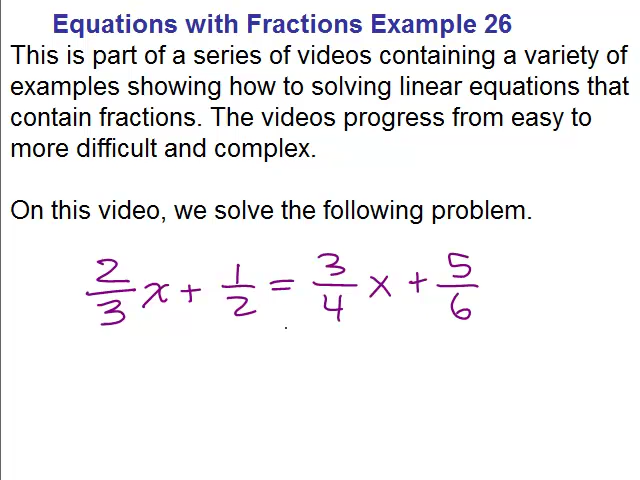 Equations with Fractions Example 26
This is part of a series of videos containing a variety of
examples showing how to solving linear equations that
contain fractions. The videos progress from easy to
more difficult and complex.
On this video, we solve the following problem.
2/3 x + 1/2 = 3/4 x + 5/6